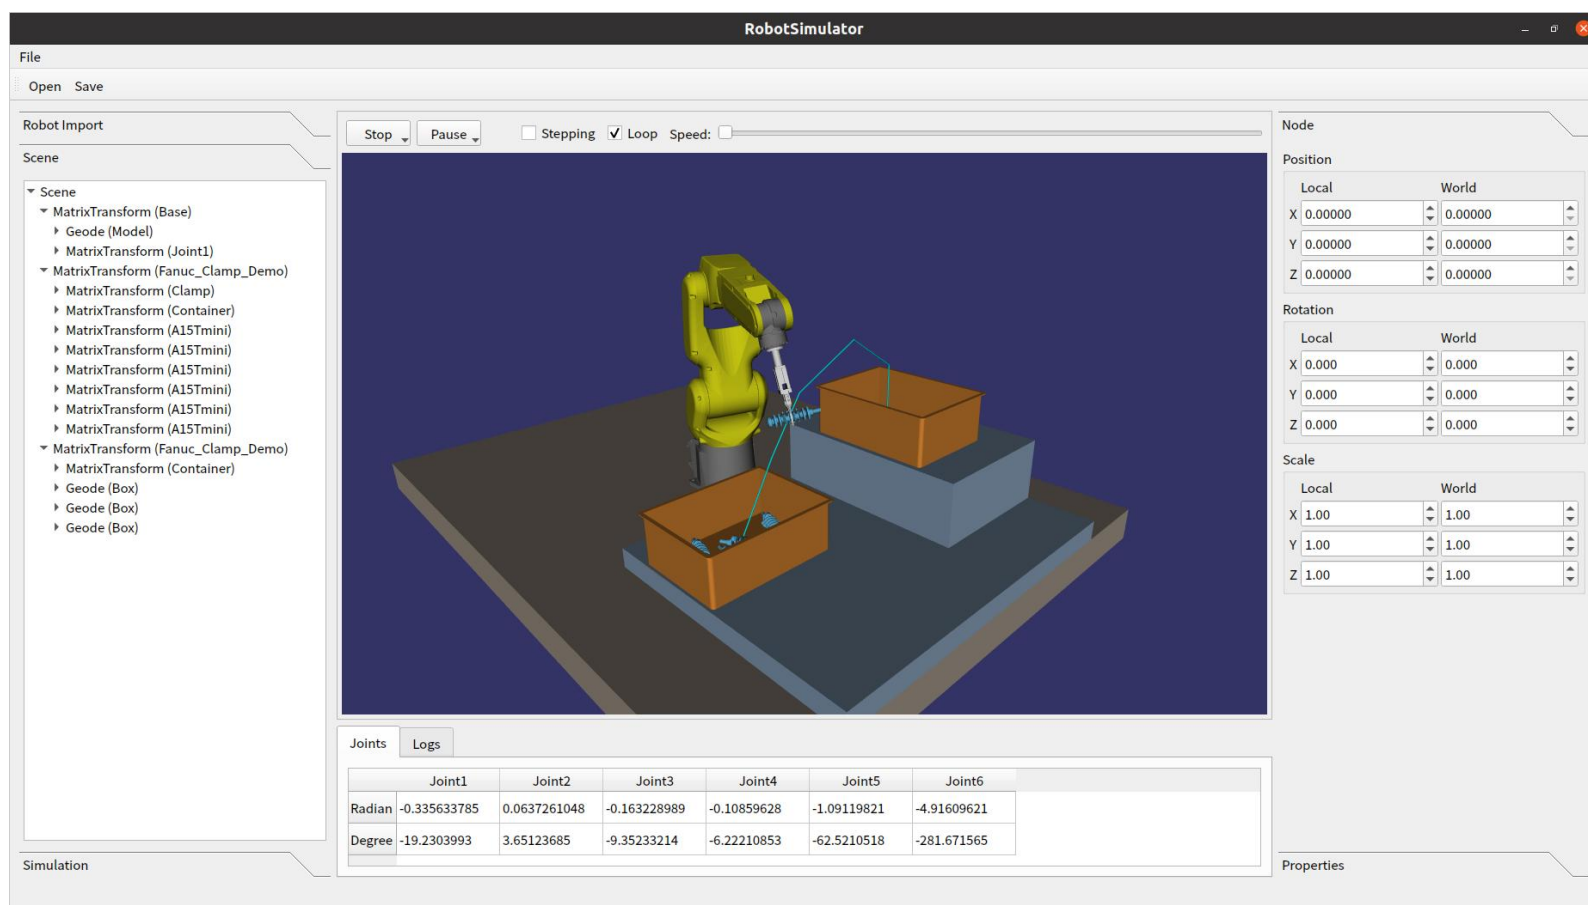 RobotSimulator
File
Open Save
Robot Import
Scene
Scene
MatrixTransform (Base)
Geode (Model)
MatrixTransform (Joint1)
MatrixTransform (Fanuc_Clamp_Demo)
MatrixTransform (Clamp)
MatrixTransform (Container)
MatrixTransform (A15Tmini)
MatrixTransform (A15Tmini)
MatrixTransform (A15Tmini)
MatrixTransform (A15Tmini)
MatrixTransform (A15Tmini)
MatrixTransform (A15Tmini)
MatrixTransform (Fanuc_Clamp_Demo)
MatrixTransform (Container)
Geode (Box)
Geode (Box)
Geode (Box)
Simulation
Stop Pause Stepping Loop Speed:
Joints Logs
Joint1 Joint2 Joint3 Joint4 Joint5 Joint6
Radian -0.335633785 0.0637261048 -0.163228989 -0.10859628 -1.09119821 -4.91609621
Degree -19.2303993 3.65123685 -9.35233214 -6.22210853 -62.5210518 -281.671565
Node
Position
Local World
X 0.00000 0.00000
Y 0.00000 0.00000
Z 0.00000 0.00000
Rotation
Local World
X 0.000 0.000
Y 0.000 0.000
Z 0.000 0.000
Scale
Local World
X 1.00 1.00
Y 1.00 1.00
Z 1.00 1.00
Properties